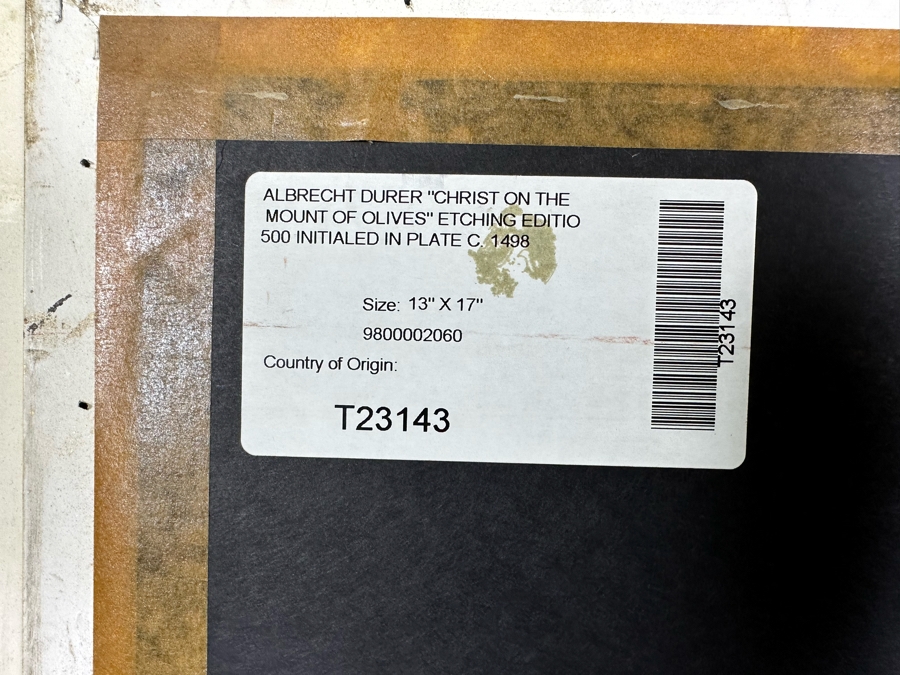 ALBRECHT DURER "CHRIST ON THE
MOUNT OF OLIVES" ETCHING EDITIO
500 INITIALED IN PLATE C. 1498
Size: 13" X 17"
9800002060
Country of Origin:
T23143
T23143